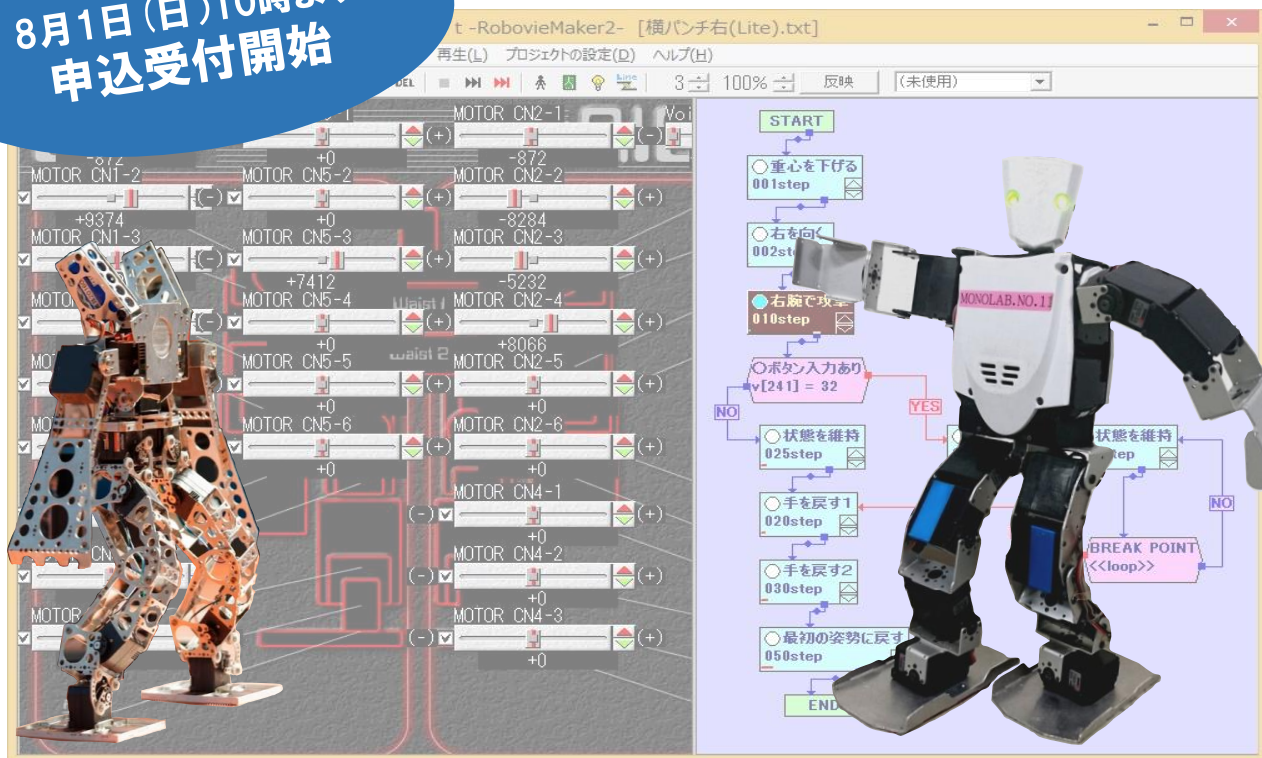 8月1日(日)10時より
申込受付開始
t -RobovieMaker2- [横パンチ右(Lite).txt]
再生(L) プロジェクトの設定(D) ヘルプ(H)
DEL
Line
3 100% 反映 (未使用)
MOTOR CN2-1
-872 +0 -872
(+) (-)
MOTOR CN1-2 MOTOR CN5-2 MOTOR CN2-2
(-) (+) (+)
+9374 +0 -8284
MOTOR CN1-3 MOTOR CN5-3 MOTOR CN2-3
(-) (+) (+)
+7412 -5232
MOTOR CN5-4 Waist 1 MOTOR CN2-4
(-) (+) (+)
+0 waist 2 +8066
MOTOR CN5-5 MOTOR CN2-5
(+) (+)
+0 +0
MOTOR CN5-6 MOTOR CN2-6
(+) (+)
+0 +0
MOTOR CN4-1
(-) (+)
+0
CN MOTOR CN4-2
(-) (+)
+0
MOTOR MOTOR CN4-3
(-) (+)
+0
START
重心を下げる
001step
右を向く
002st
右腕で攻撃
010step
ボタン入力あり
v[241] = 32
NO YES
状態を維持
025step
状態を維持
tep
手を戻す1
020step
NO
BREAK POINT
<<loop>>
手を戻す2
030step
最初の姿勢に戻す
050step
END
MONOLAB.NO.11